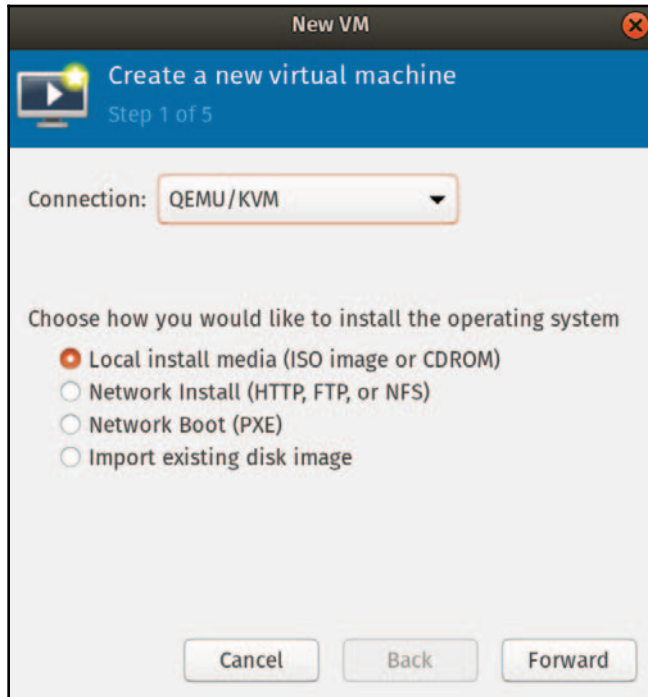 New VM
Create a new virtual machine
Step 1 of 5
Connection: QEMU/KVM
Choose how you would like to install the operating system
Local install media (ISO image or CDROM)
Network Install (HTTP, FTP, or NFS)
Network Boot (PXE)
Import existing disk image
Cancel Back Forward